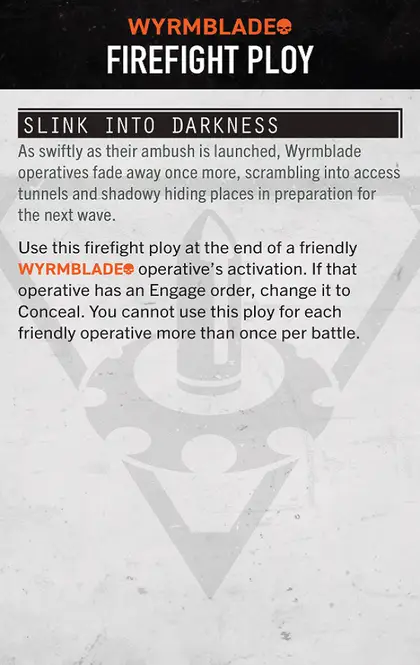 WYRMBLADE
FIREFIGHT PLOY
SLINK INTO DARKNESS
As swiftly as their ambush is launched, Wyrmblade
operatives fade away once more, scrambling into access
tunnels and shadowy hiding places in preparation for
the next wave.
Use this firefight ploy at the end of a friendly
WYRMBLADE operative’s activation. If that
operative has an Engage order, change it to
Conceal. You cannot use this ploy for each
friendly operative more than once per battle.